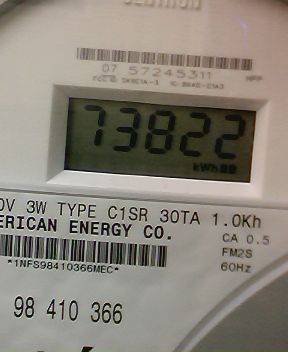 07 57245311
73822
kWh
0V 3W TYPE C1SR 30TA 1.0Kh
ERICAN ENERGY CO.
CA 0.5
FM2S
*1NFS98410366MEC*
60Hz
98 410 366